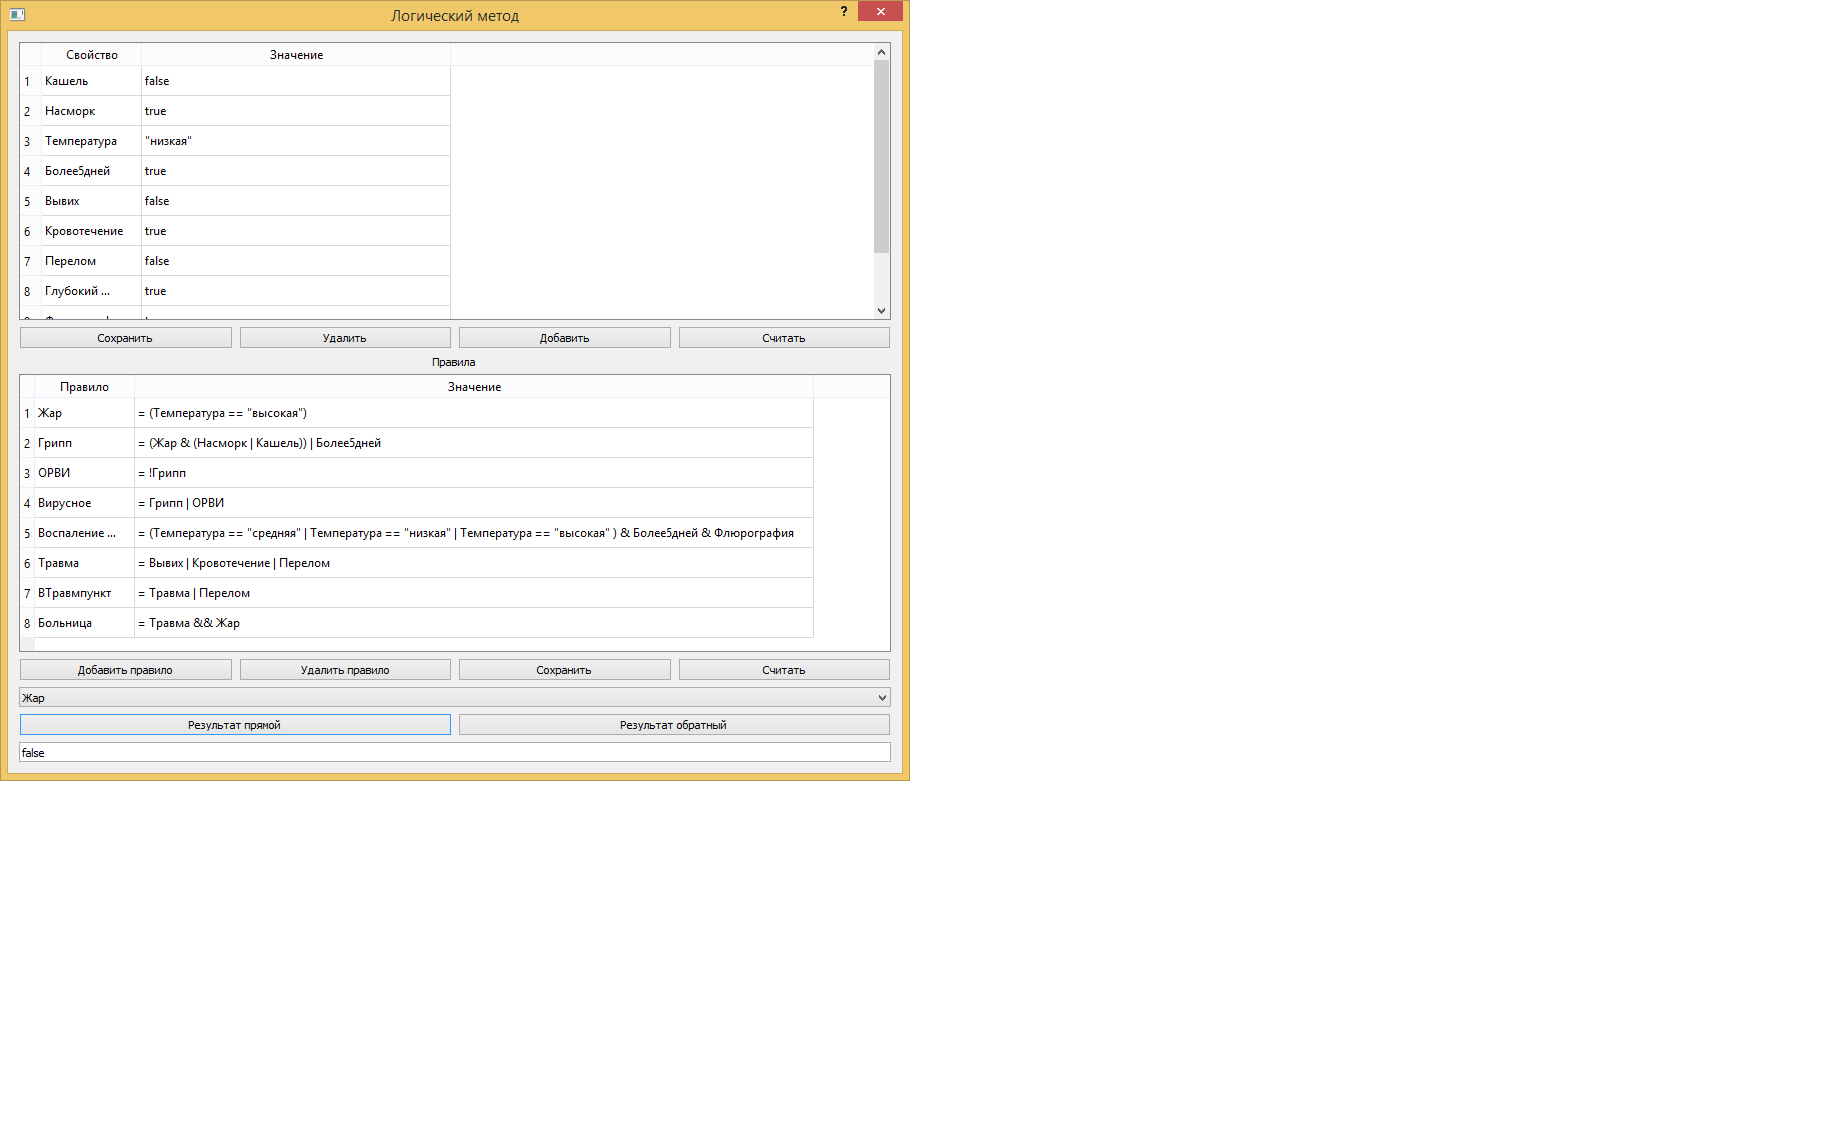 Логический метод
?
Свойство Значение
1 Кашель false
2 Насморк true
3 Температура "низкая"
4 Более5дней true
5 Вывих false
6 Кровотечение true
7 Перелом false
8 Глубокий ... true
Сохранить Удалить Добавить Считать
Правила
Правило Значение
1 Жар = (Температура == "высокая")
2 Грипп = (Жар & (Насморк | Кашель)) | Более5дней
3 ОРВИ = !Грипп
4 Вирусное = Грипп | ОРВИ
5 Воспаление ... = (Температура == "средняя" | Температура == "низкая" | Температура == "высокая" ) & Более5дней & Флюрография
6 Травма = Вывих | Кровотечение | Перелом
7 ВТравмпункт = Травма | Перелом
8 Больница = Травма && Жар
Добавить правило Удалить правило Сохранить Считать
Жар
Результат прямой Результат обратный
false